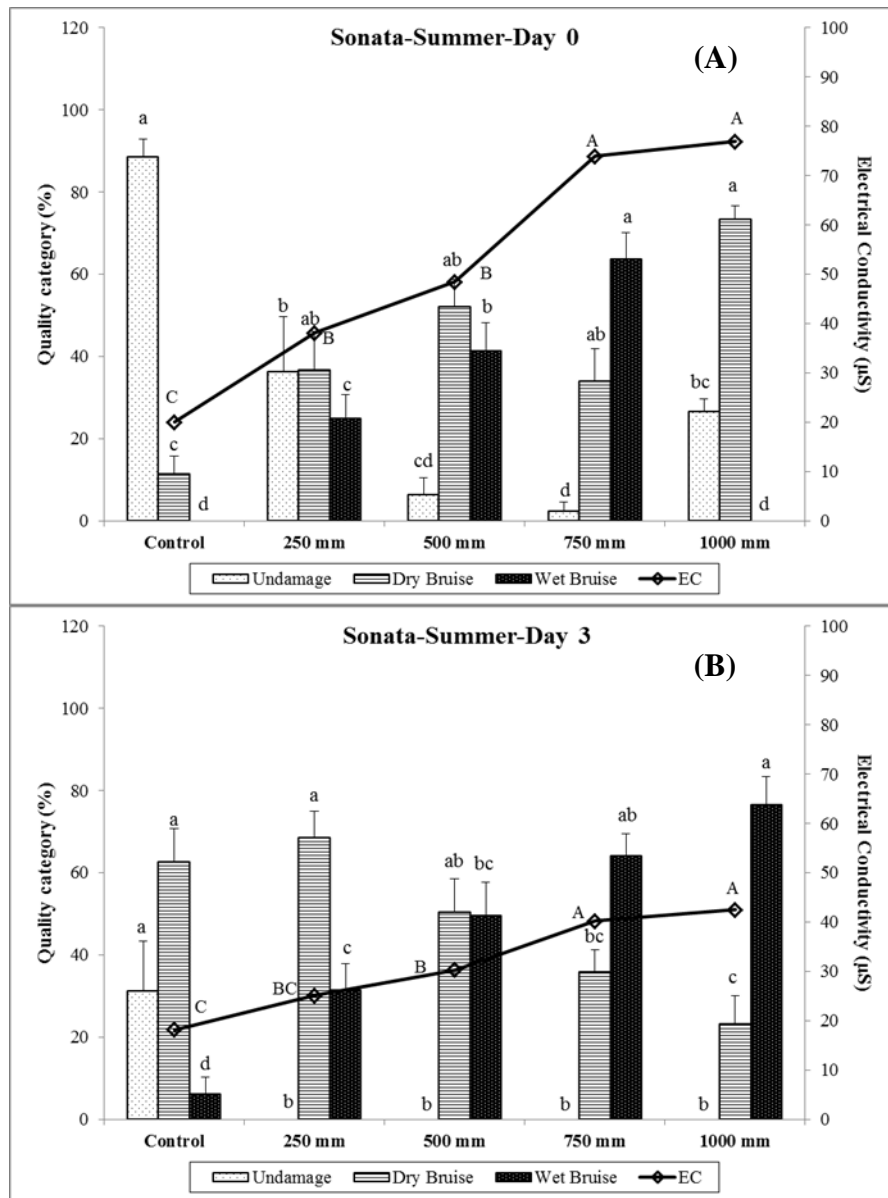 Sonata-Summer-Day 0
(A)
120
100
80
60
40
20
0
Quality category (%)
100
90
80
70
60
50
40
30
20
10
0
Electrical Conductivity (µS)
a
C
c
d
b
ab
B
c
cd
ab
B
b
d
ab
A
a
bc
A
a
d
Control 250 mm 500 mm 750 mm 1000 mm
Undamage Dry Bruise Wet Bruise EC
Sonata-Summer-Day 3
(B)
120
100
80
60
40
20
0
Quality category (%)
100
90
80
70
60
50
40
30
20
10
0
Electrical Conductivity (µS)
a
a
C
d
BC
b
a
c
B
b
ab
bc
A
b
bc
ab
A
b
c
a
Control 250 mm 500 mm 750 mm 1000 mm
Undamage Dry Bruise Wet Bruise EC